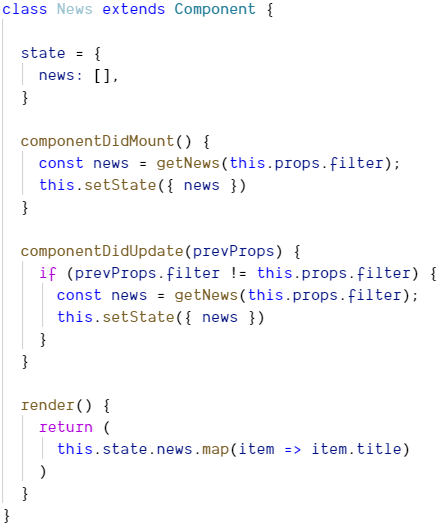 class News extends Component {
state = {
news: [],
}
componentDidMount() {
const news = getNews(this.props.filter);
this.setState({ news })
}
componentDidUpdate(prevProps) {
if (prevProps.filter != this.props.filter) {
const news = getNews(this.props.filter);
this.setState({ news })
}
}
render() {
return (
this.state.news.map(item => item.title)
)
}
}